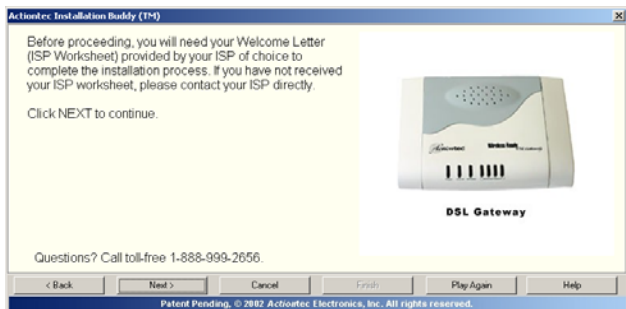 Actiontec Installation Buddy (TM)
Before proceeding, you will need your Welcome Letter
(ISP Worksheet) provided by your ISP of choice to
complete the installation process. If you have not received
your ISP worksheet, please contact your ISP directly.
Click NEXT to continue.
Actiontec Wireless Ready
DSL Gateway
Questions? Call toll-free 1-888-999-2656.
< Back Next > Cancel Finish Play Again Help
Patent Pending, © 2002 Actiontec Electronics, Inc. All rights reserved.